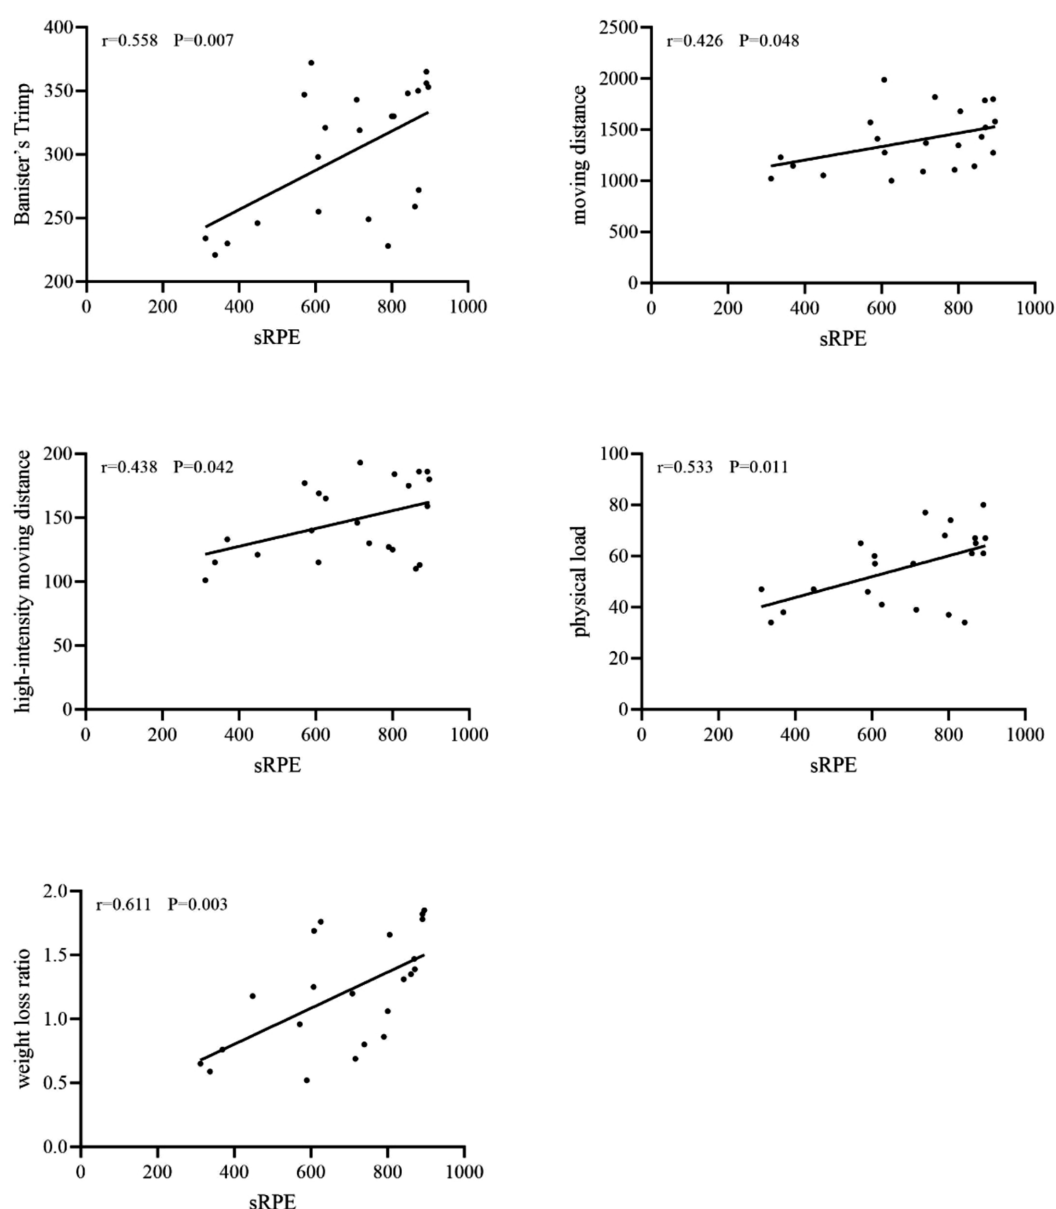 r=0.558 P=0.007
Banister's Trimp
400
350
300
250
200
0 200 400 600 800 1000
sRPE
r=0.426 P=0.048
moving distance
2500
2000
1500
1000
500
0
0 200 400 600 800 1000
sRPE
r=0.438 P=0.042
high-intensity moving distance
200
150
100
50
0
0 200 400 600 800 1000
sRPE
r=0.533 P=0.011
physical load
100
80
60
40
20
0
0 200 400 600 800 1000
sRPE
r=0.611 P=0.003
weight loss ratio
2.0
1.5
1.0
0.5
0.0
0 200 400 600 800 1000
sRPE